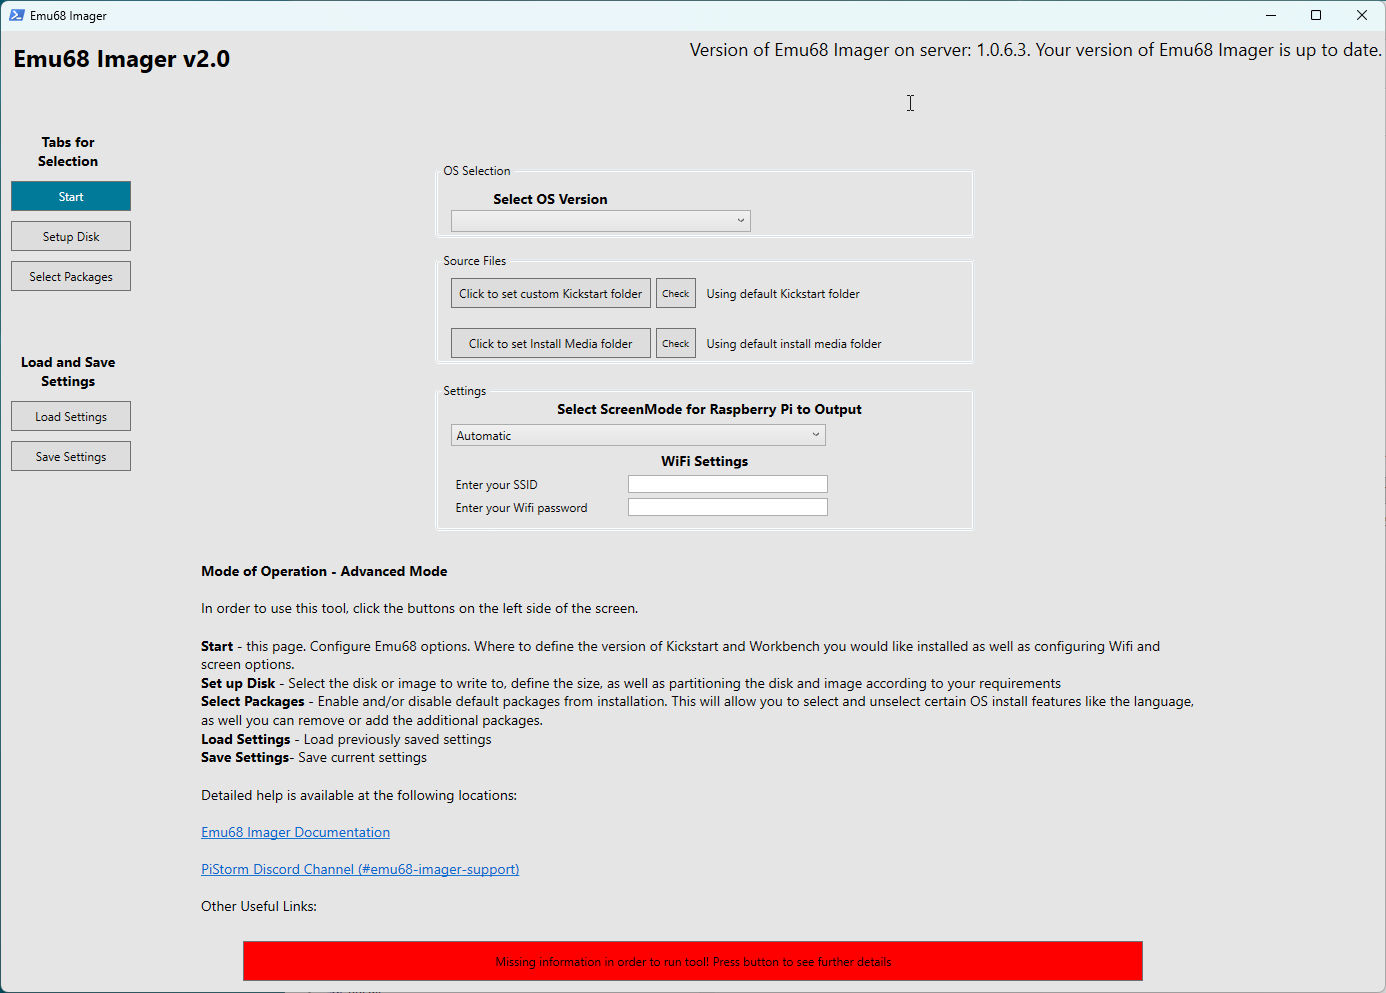 Emu68 Imager
Emu68 Imager v2.0
Version of Emu68 Imager on server: 1.0.6.3. Your version of Emu68 Imager is up to date.
Tabs for
Selection
Start
Setup Disk
Select Packages
Load and Save
Settings
Load Settings
Save Settings
OS Selection
Select OS Version
Source Files
Click to set custom Kickstart folder
Check
Using default Kickstart folder
Click to set Install Media folder
Check
Using default install media folder
Settings
Select ScreenMode for Raspberry Pi to Output
Automatic
WiFi Settings
Enter your SSID
Enter your Wifi password
Mode of Operation - Advanced Mode
In order to use this tool, click the buttons on the left side of the screen.
Start - this page. Configure Emu68 options. Where to define the version of Kickstart and Workbench you would like installed as well as configuring Wifi and
screen options.
Set up Disk - Select the disk or image to write to, define the size, as well as partitioning the disk and image according to your requirements
Select Packages - Enable and/or disable default packages from installation. This will allow you to select and unselect certain OS install features like the language,
as well you can remove or add the additional packages.
Load Settings - Load previously saved settings
Save Settings- Save current settings
Detailed help is available at the following locations:
Emu68 Imager Documentation
PiStorm Discord Channel (#emu68-imager-support)
Other Useful Links:
Missing information in order to run tool! Press button to see further details